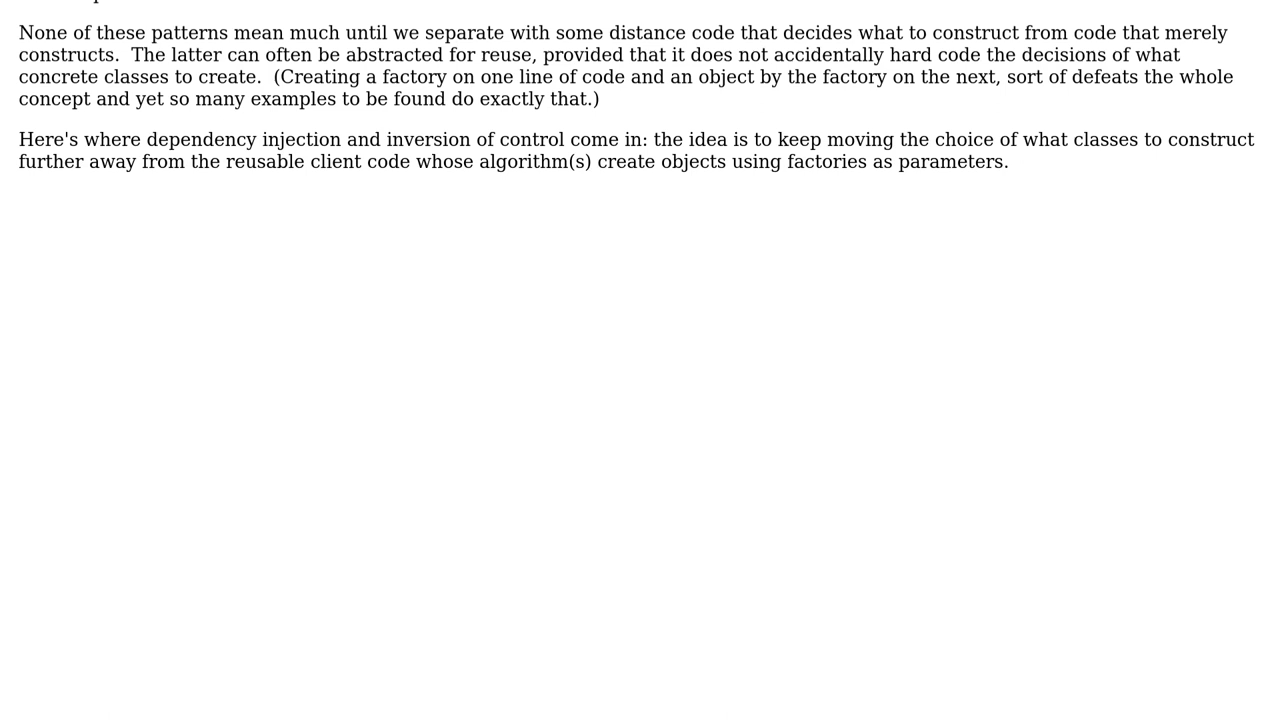 None of these patterns mean much until we separate with some distance code that decides what to construct from code that merely
constructs.  The latter can often be abstracted for reuse, provided that it does not accidentally hard code the decisions of what
concrete classes to create.  (Creating a factory on one line of code and an object by the factory on the next, sort of defeats the whole
concept and yet so many examples to be found do exactly that.)
Here's where dependency injection and inversion of control come in: the idea is to keep moving the choice of what classes to construct
further away from the reusable client code whose algorithm(s) create objects using factories as parameters.